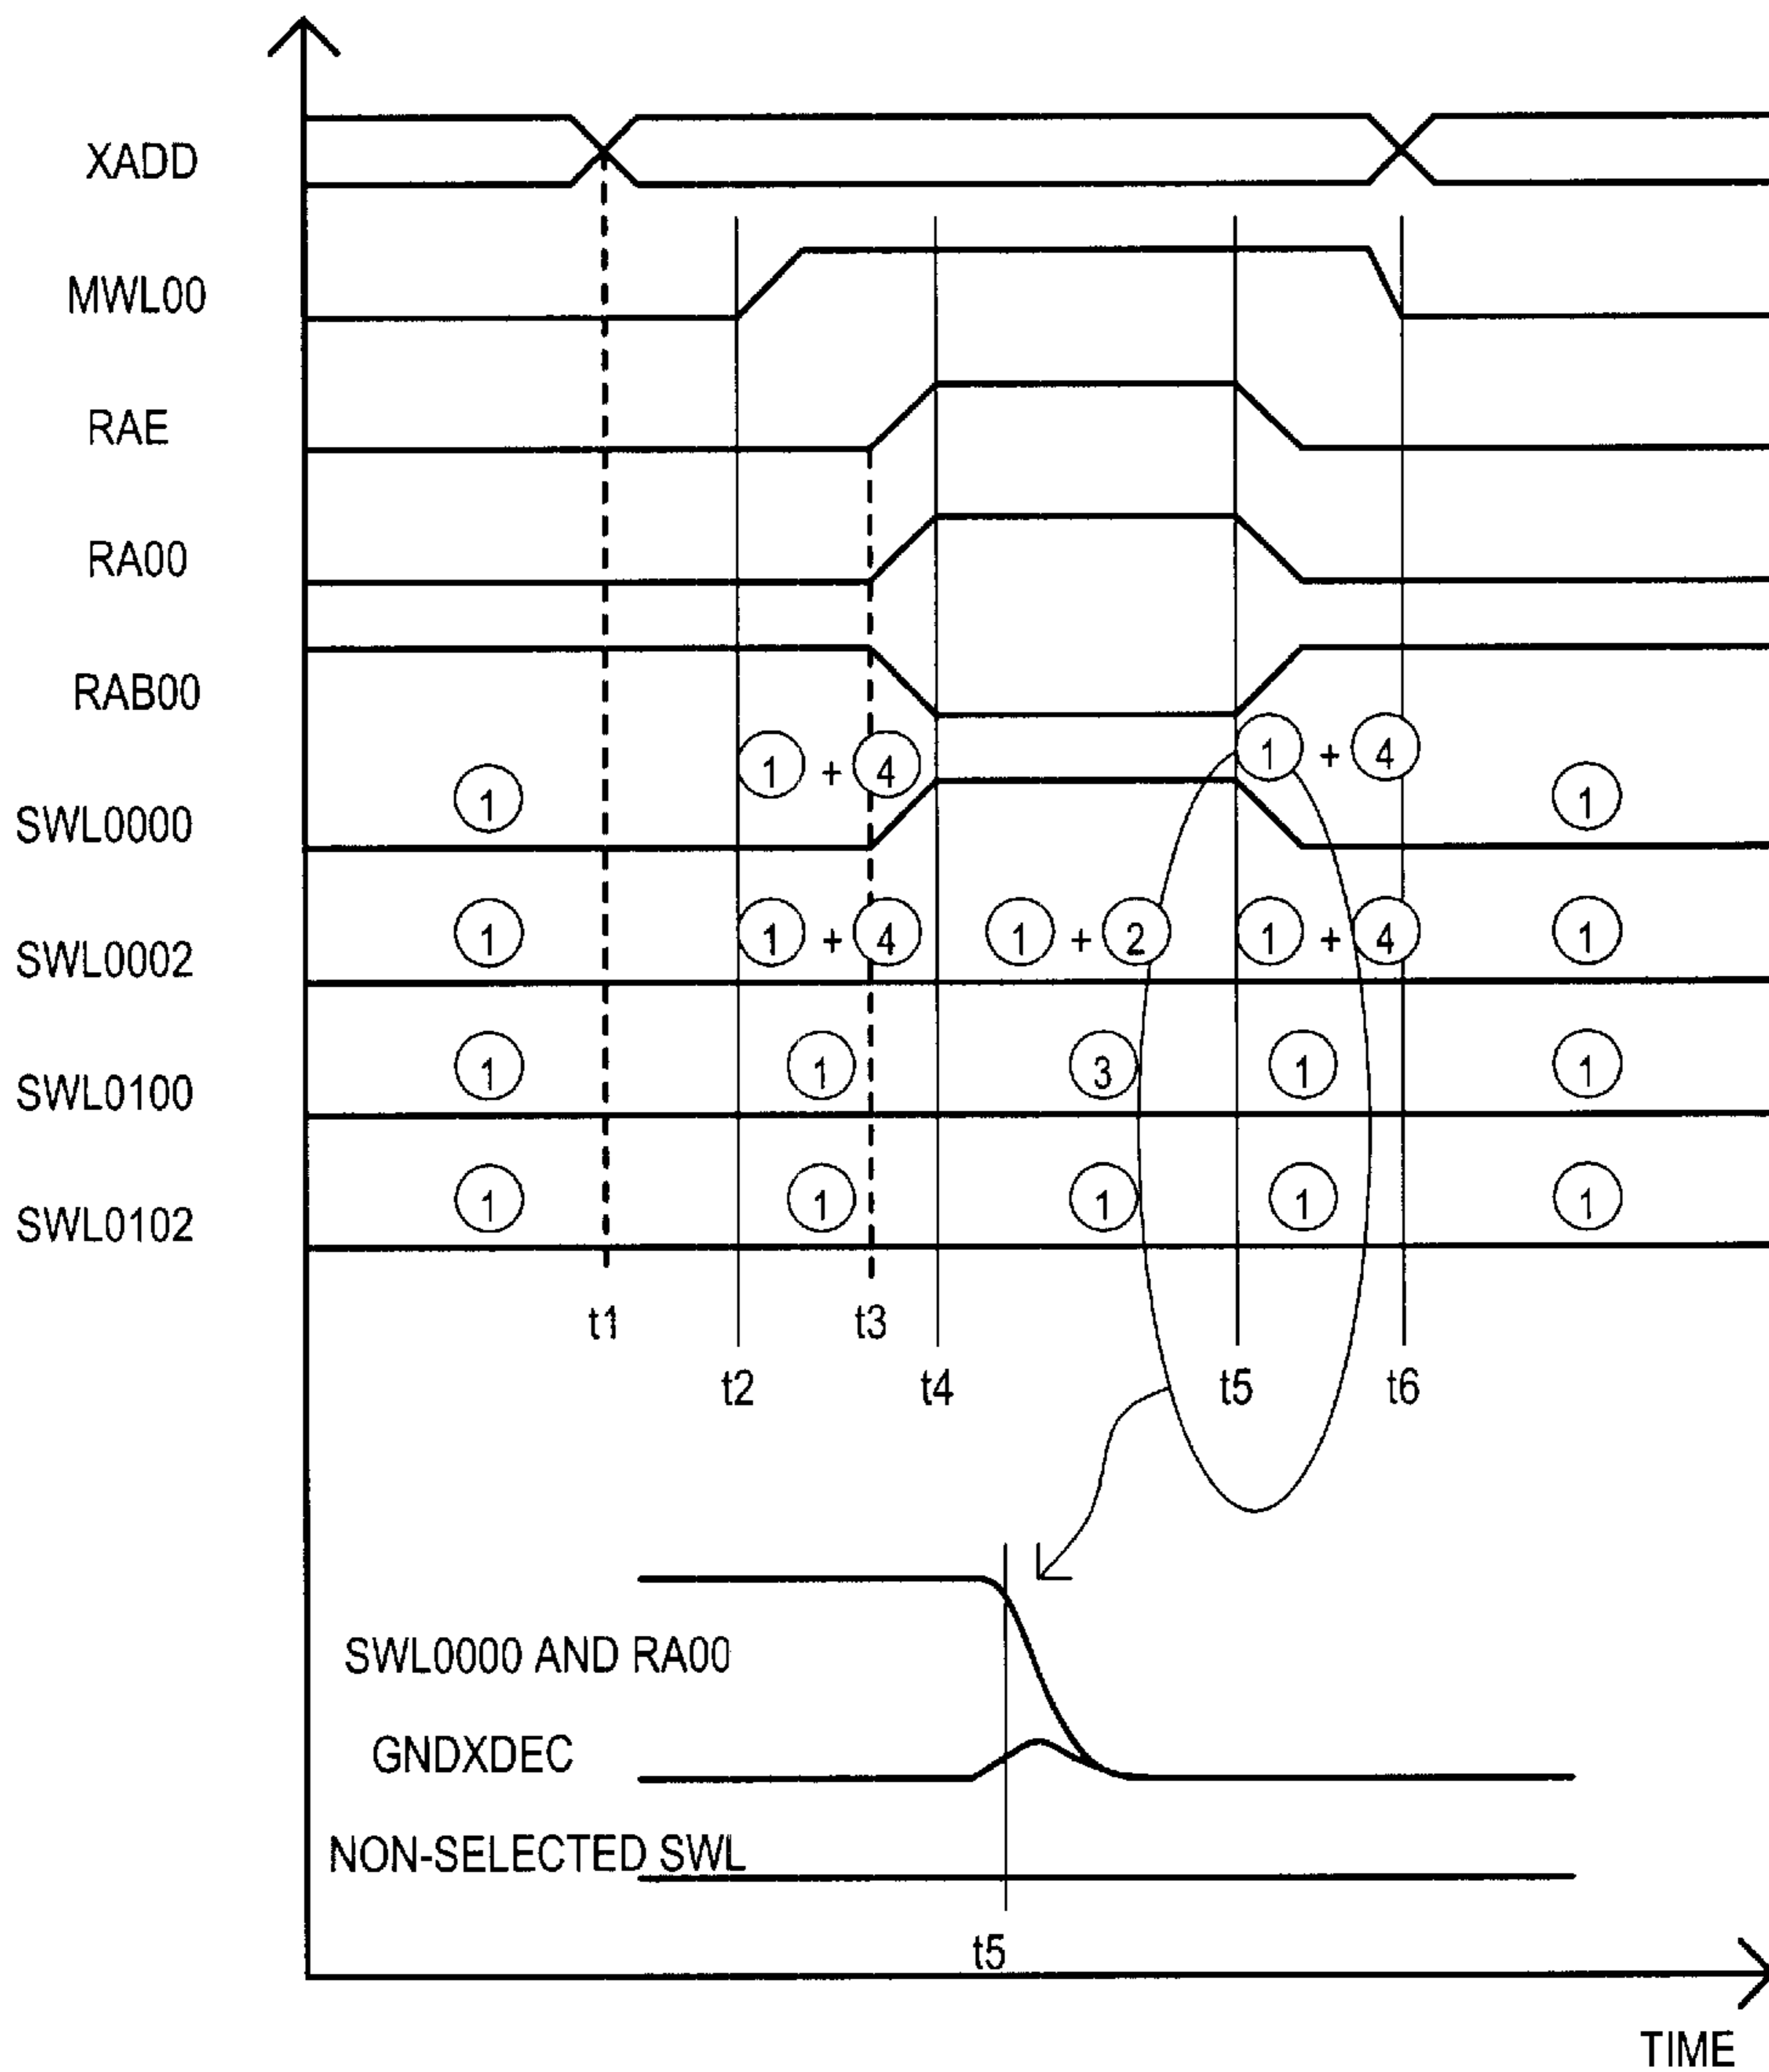 XADD
MWL00
RAE
RA00
RAB00
1 + 4 1 + 4
SWL0000 1 1
SWL0002 1 1 + 4 1 + 2 1 + 4 1
SWL0100 1 1 3 1 1
SWL0102 1 1 1 1 1
t1 t3
t2 t4 t5 t6
SWL0000 AND RA00
GNDXDEC
NON-SELECTED SWL
t5
TIME